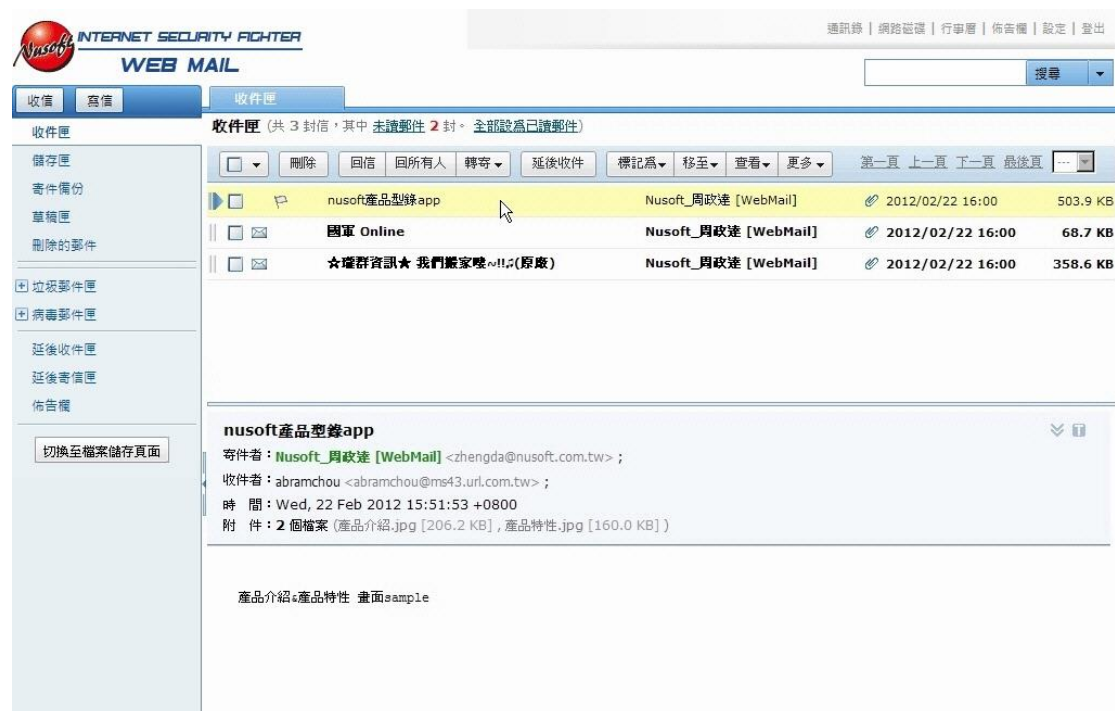 Nusoft INTERNET SECURITY FIGHTER
WEB MAIL
通訊錄 | 網路磁碟 | 行事曆 | 佈告欄 | 設定 | 登出
搜尋
收信 寫信
收件匣
收件匣
儲存匣
寄件備份
草稿匣
刪除的郵件
垃圾郵件匣
病毒郵件匣
延後收件匣
延後寄信匣
佈告欄
切換至檔案儲存頁面
收件匣 (共 3 封信，其中 未讀郵件 2 封。 全部設為已讀郵件)
刪除 回信 回所有人 轉寄 延後收件 標記為 移至 查看 更多 第一頁 上一頁 下一頁 最後頁 ---
nusoft產品型錄app Nusoft_周政達 [WebMail] 2012/02/22 16:00 503.9 KB
國軍 Online Nusoft_周政達 [WebMail] 2012/02/22 16:00 68.7 KB
★瓏群資訊★ 我們搬家嘍~!!♫(原廠) Nusoft_周政達 [WebMail] 2012/02/22 16:00 358.6 KB
nusoft產品型錄app
寄件者：Nusoft_周政達 [WebMail] <zhengda@nusoft.com.tw> ;
收件者：abramchou <abramchou@ms43.url.com.tw> ;
時 間：Wed, 22 Feb 2012 15:51:53 +0800
附 件：2 個檔案 (產品介紹.jpg [206.2 KB] , 產品特性.jpg [160.0 KB] )
產品介紹&產品特性 畫面sample